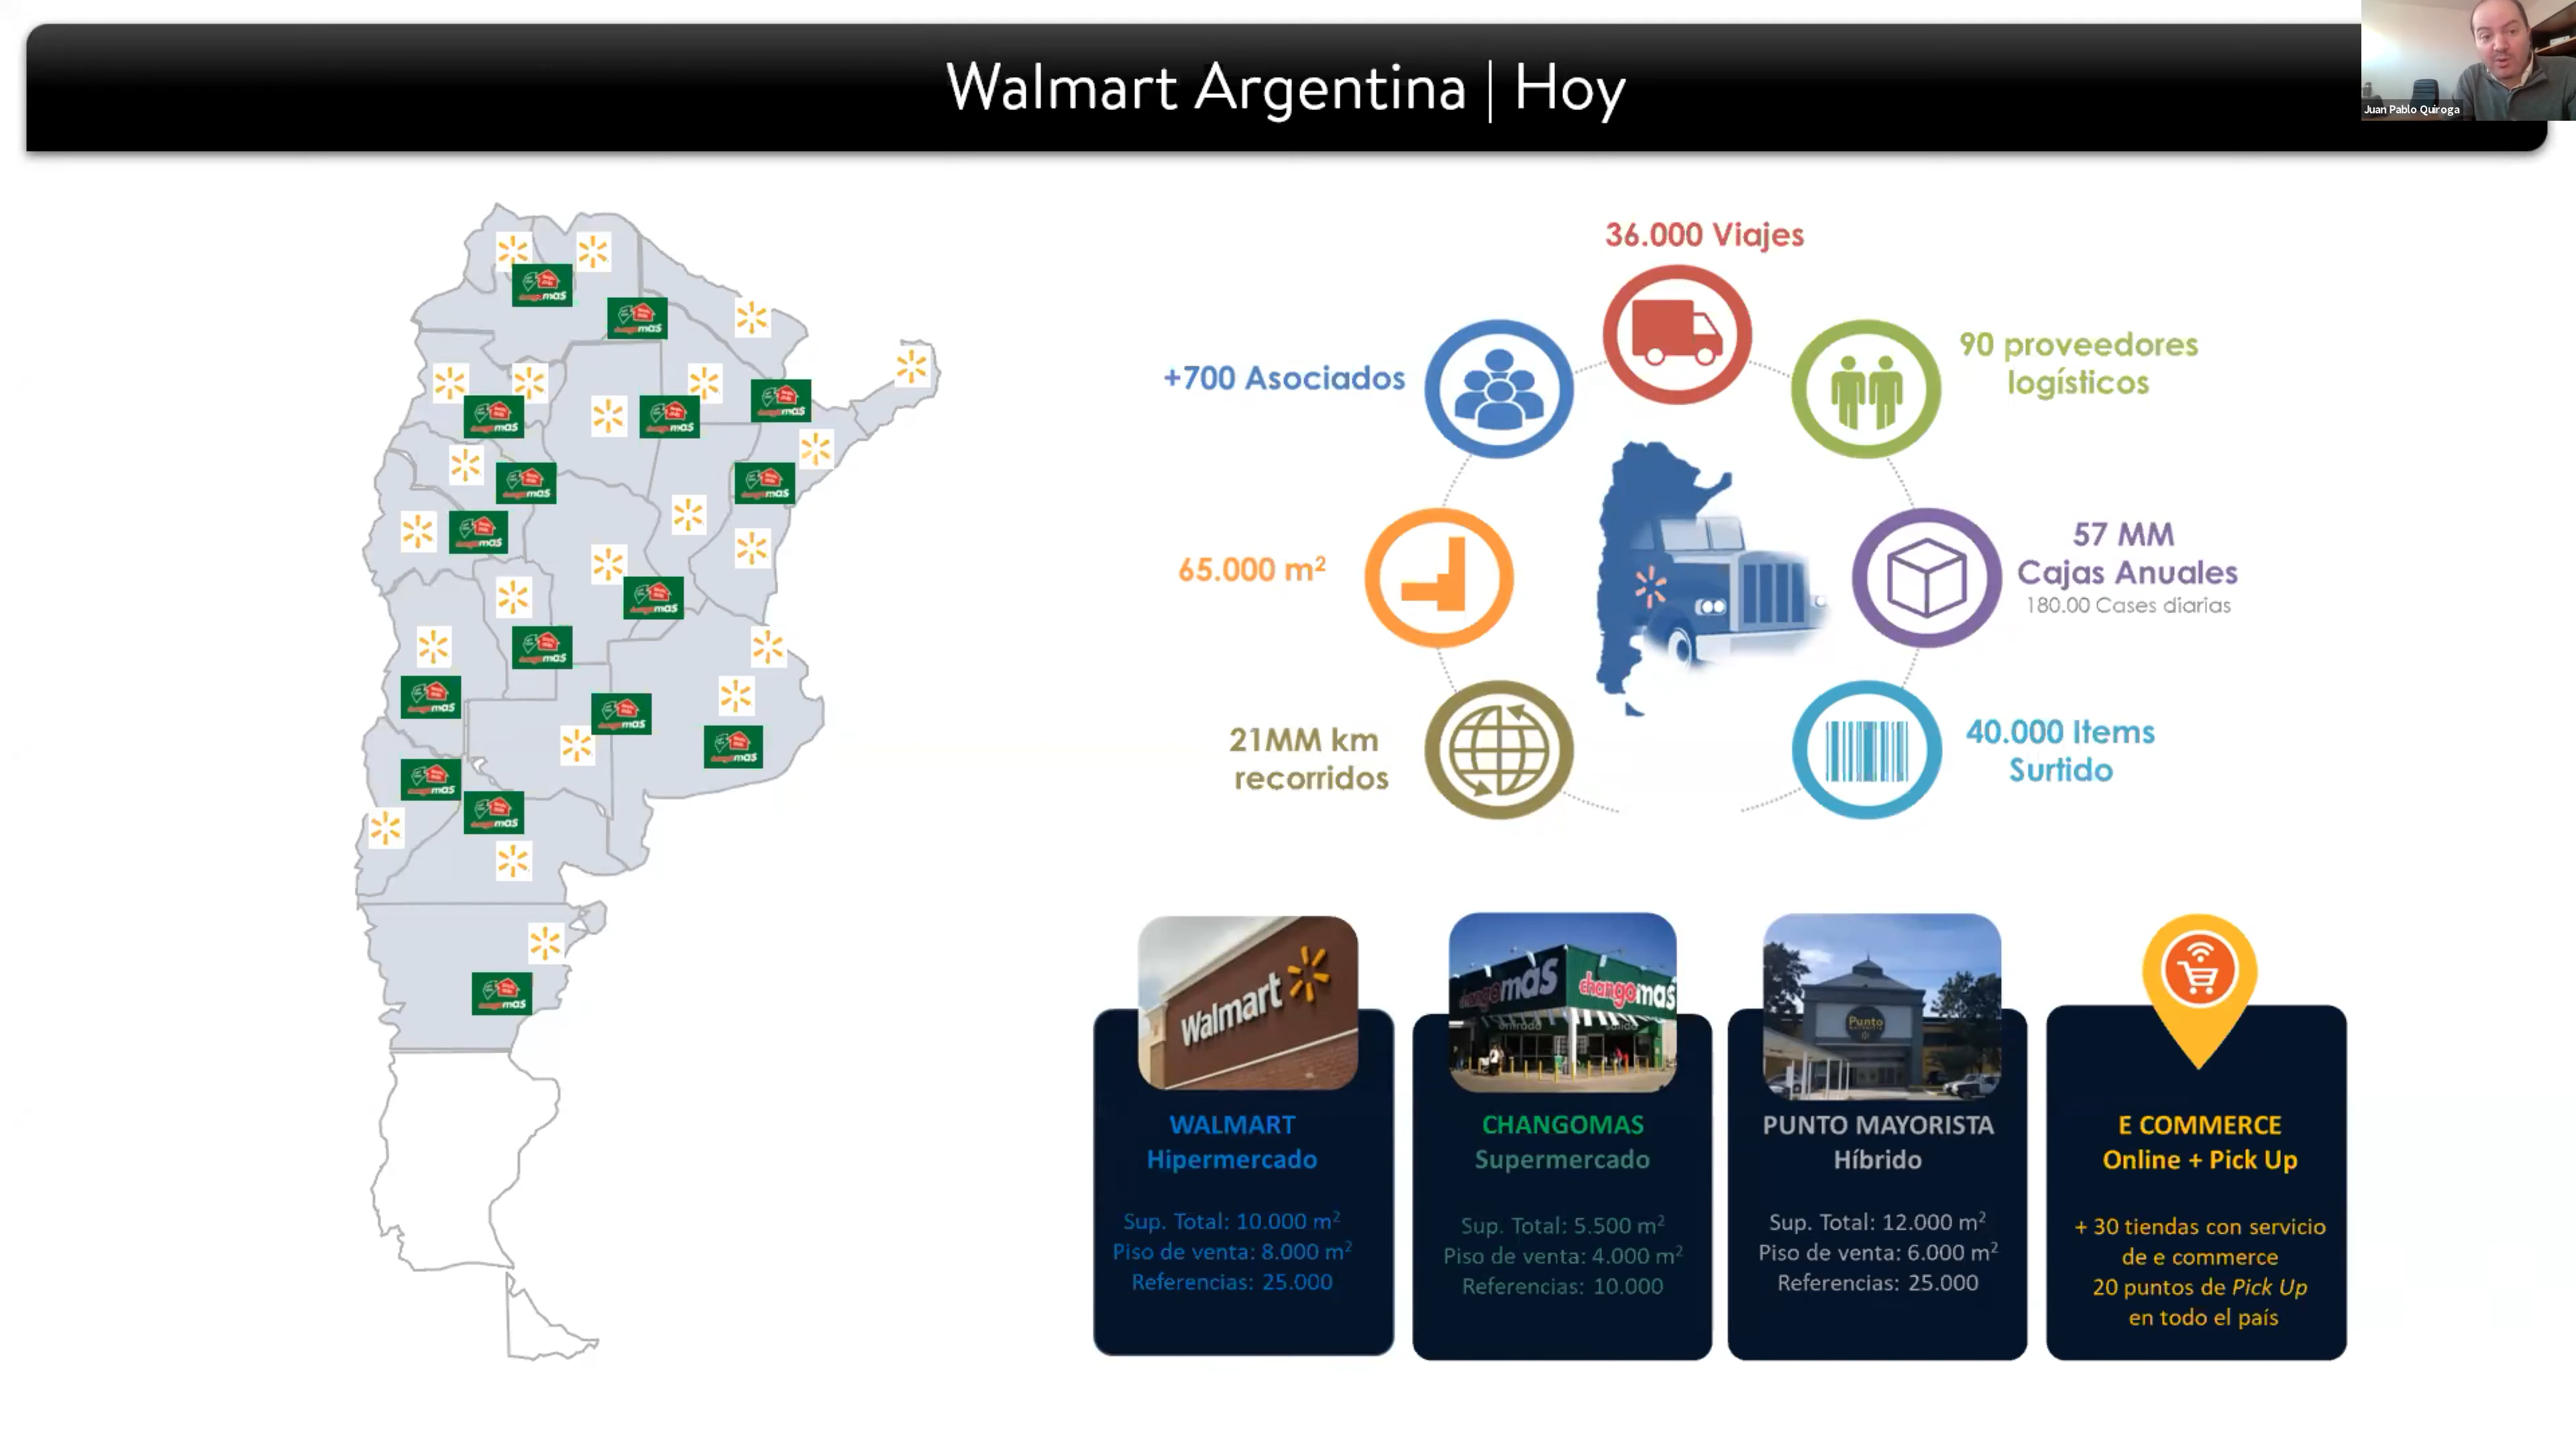 Walmart Argentina | Hoy
Juan Pablo Quiroga
36.000 Viajes
+700 Asociados
90 proveedores
logísticos
65.000 m²
57 MM
Cajas Anuales
180.00 Cases diarias
21MM km
recorridos
40.000 Items
Surtido
Walmart
changomas
changomas
entrada
salida
Punto
WALMART
Hipermercado
Sup. Total: 10.000 m²
Piso de venta: 8.000 m²
Referencias: 25.000
CHANGOMAS
Supermercado
Sup. Total: 5.500 m²
Piso de venta: 4.000 m²
Referencias: 10.000
PUNTO MAYORISTA
Híbrido
Sup. Total: 12.000 m²
Piso de venta: 6.000 m²
Referencias: 25.000
E COMMERCE
Online + Pick Up
+ 30 tiendas con servicio
de e commerce
20 puntos de Pick Up
en todo el país